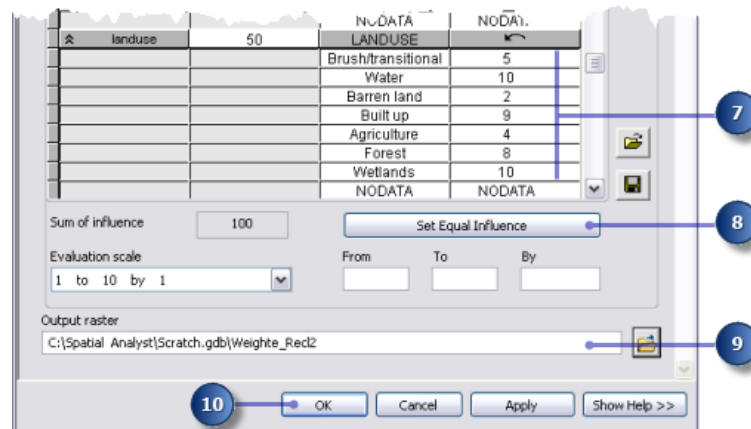 NODATA
landuse 50 LANDUSE
Brush/transitional 5
Water 10
Barren land 2
Built up 9
Agriculture 4
Forest 8
Wetlands 10
NODATA NODATA
7
Sum of influence 100 Set Equal Influence 8
Evaluation scale From To By
1 to 10 by 1
Output raster
C:\Spatial Analyst\Scratch.gdb\Weighte_Recl2 9
10 OK Cancel Apply Show Help >>